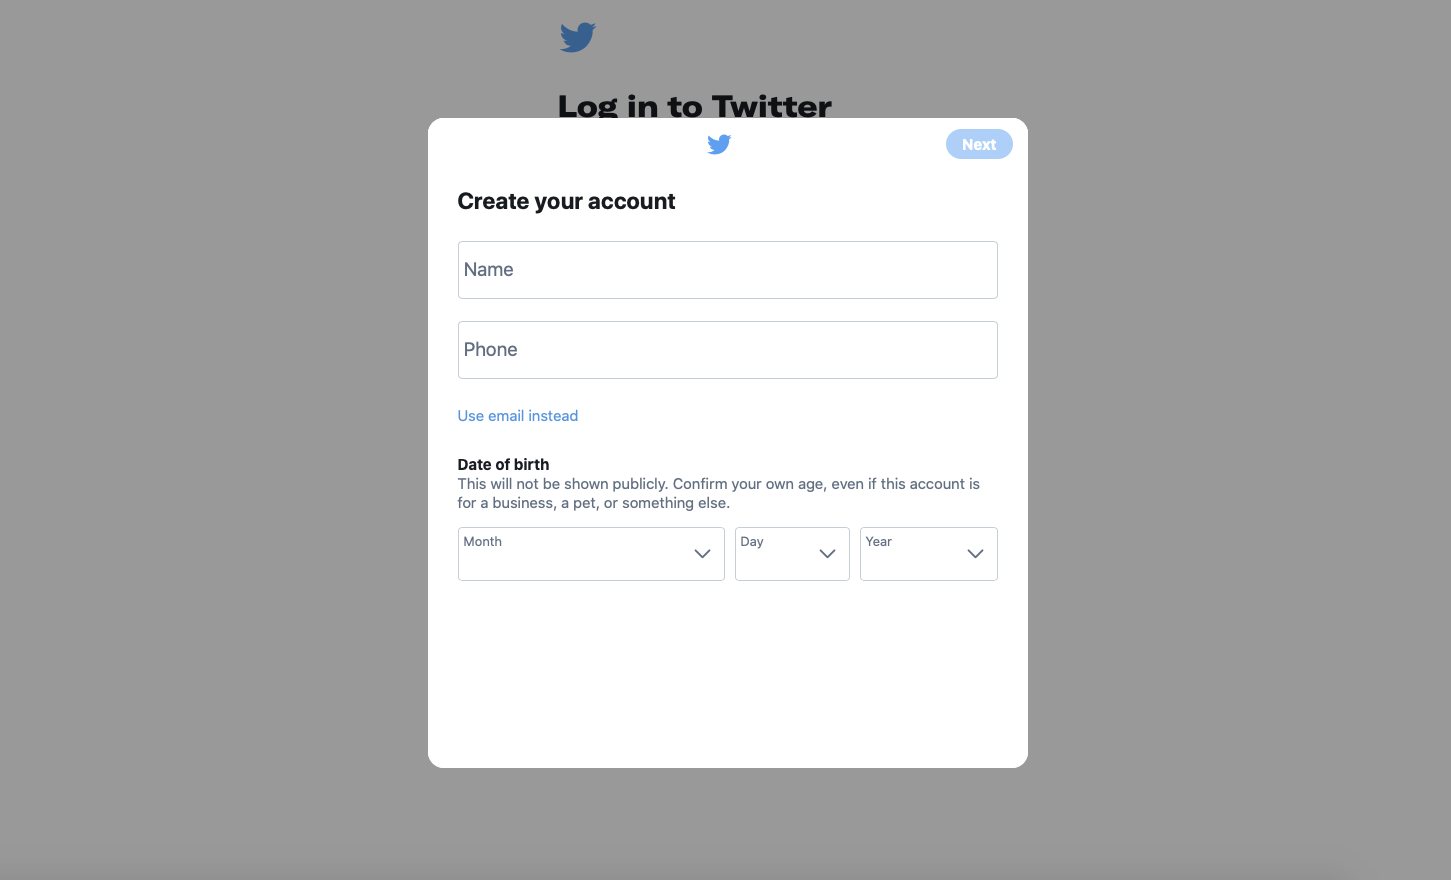 Log in to Twitter
Next
Create your account
Name
Phone
Use email instead
Date of birth
This will not be shown publicly. Confirm your own age, even if this account is
for a business, a pet, or something else.
Month
Day
Year